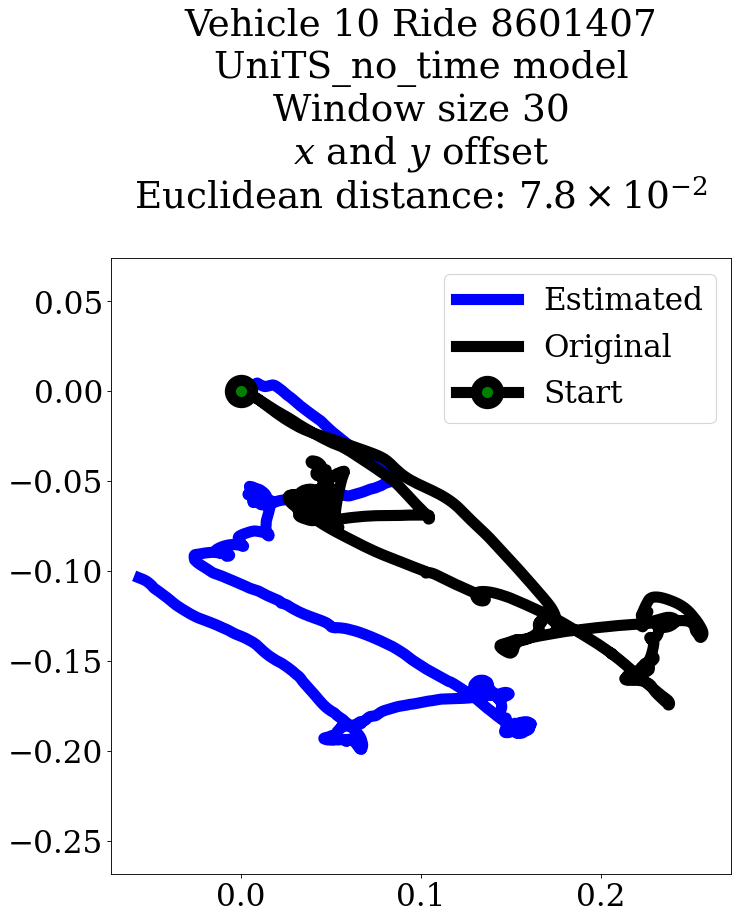 Vehicle 10 Ride 8601407
UniTS_no_time model
Window size 30
x and y offset
Euclidean distance: 7.8 × 10⁻²
Estimated
Original
Start
0.05
0.00
−0.05
−0.10
−0.15
−0.20
−0.25
0.0 0.1 0.2